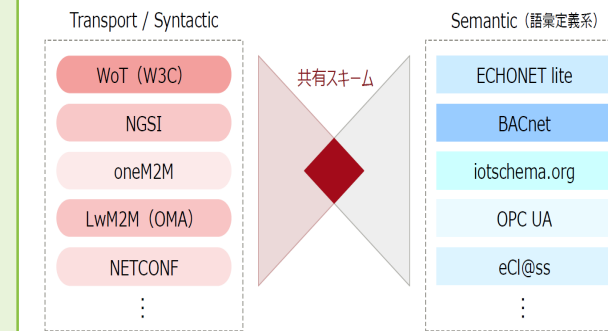 Transport / Syntactic
WoT（W3C）
NGSI
oneM2M
LwM2M（OMA）
NETCONF
⋮
共有スキーム
Semantic（語彙定義系）
ECHONET lite
BACnet
iotschema.org
OPC UA
eCl@ss
⋮